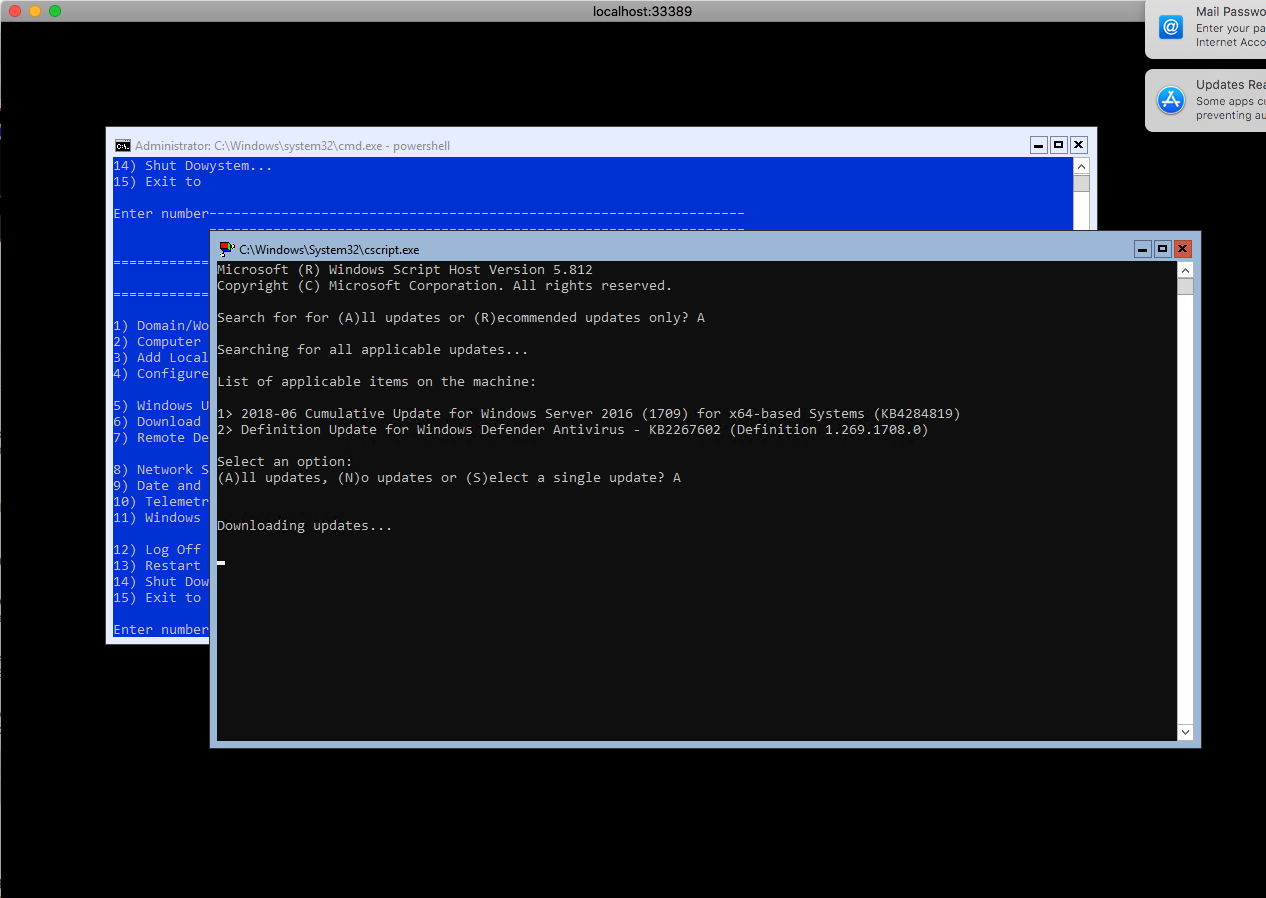 localhost:33389
Mail Passwo
Enter your pa
Internet Acco
Updates Rea
Some apps cu
preventing au
Administrator: C:\Windows\system32\cmd.exe - powershell
14) Shut Dowystem...
15) Exit to
Enter number-------------------------------------------------------------------
C:\Windows\System32\cscript.exe
============
============
1) Domain/Wo
2) Computer
3) Add Local
4) Configure
5) Windows U
6) Download
7) Remote De
8) Network S
9) Date and
10) Telemetr
11) Windows
12) Log Off
13) Restart
14) Shut Dow
15) Exit to
Enter number
Microsoft (R) Windows Script Host Version 5.812
Copyright (C) Microsoft Corporation. All rights reserved.
Search for for (A)ll updates or (R)ecommended updates only? A
Searching for all applicable updates...
List of applicable items on the machine:
1> 2018-06 Cumulative Update for Windows Server 2016 (1709) for x64-based Systems (KB4284819)
2> Definition Update for Windows Defender Antivirus - KB2267602 (Definition 1.269.1708.0)
Select an option:
(A)ll updates, (N)o updates or (S)elect a single update? A
Downloading updates...